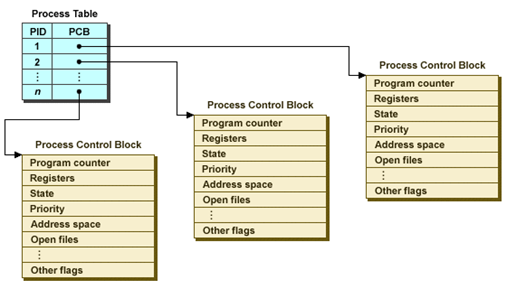 Process Table
PID PCB
1
2
⋮ ⋮
n
Process Control Block
Program counter
Registers
State
Priority
Address space
Open files
⋮
Other flags
Process Control Block
Program counter
Registers
State
Priority
Address space
Open files
⋮
Other flags
Process Control Block
Program counter
Registers
State
Priority
Address space
Open files
⋮
Other flags